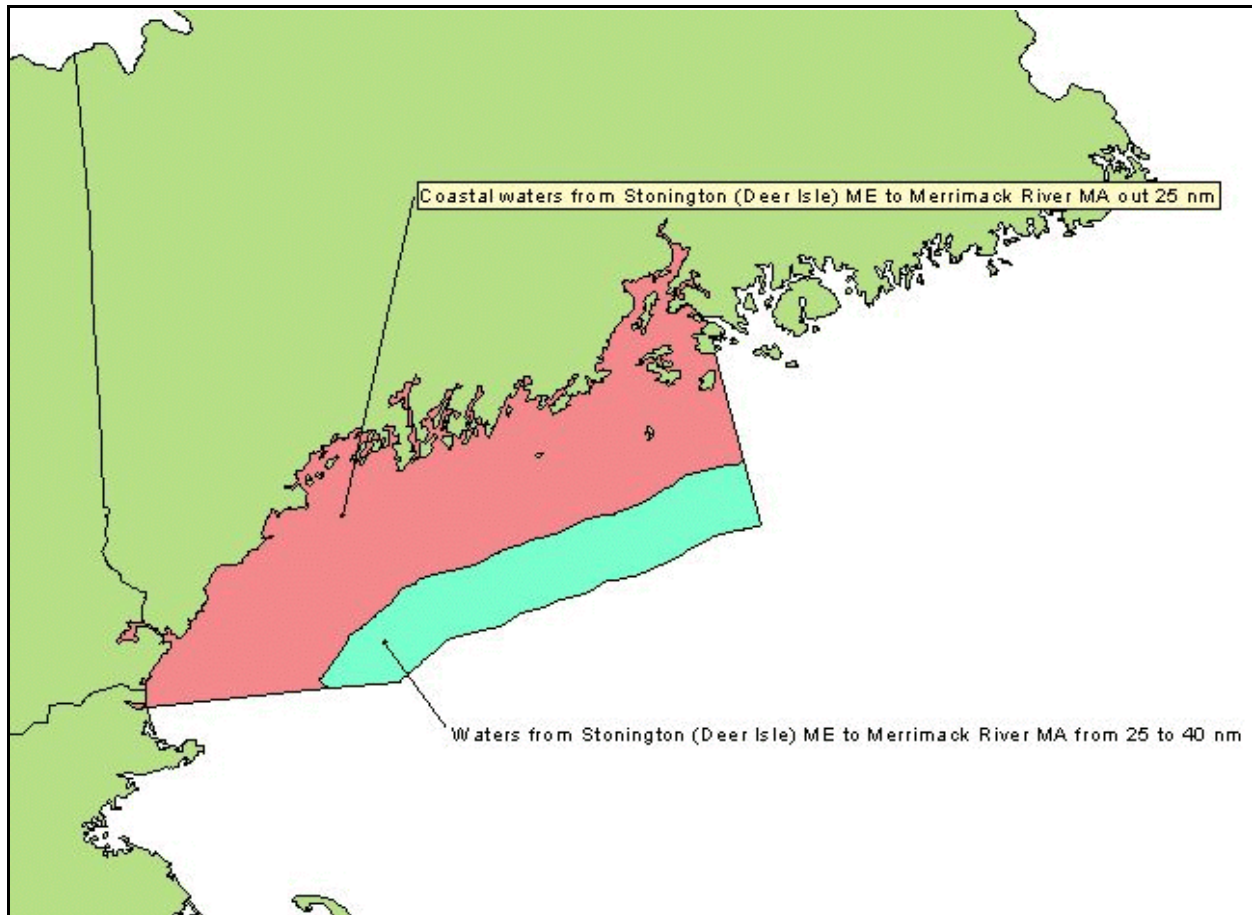 Coastal waters from Stonington (Deer Isle) ME to Merrimack River MA out 25 nm
Waters from Stonington (Deer Isle) ME to Merrimack River MA from 25 to 40 nm